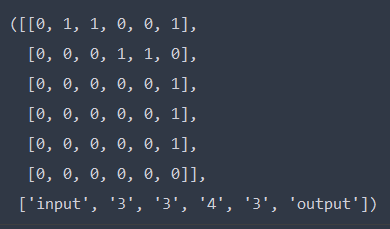 ([[0, 1, 1, 0, 0, 1],
[0, 0, 0, 1, 1, 0],
[0, 0, 0, 0, 0, 1],
[0, 0, 0, 0, 0, 1],
[0, 0, 0, 0, 0, 1],
[0, 0, 0, 0, 0, 0]],
['input', '3', '3', '4', '3', 'output'])